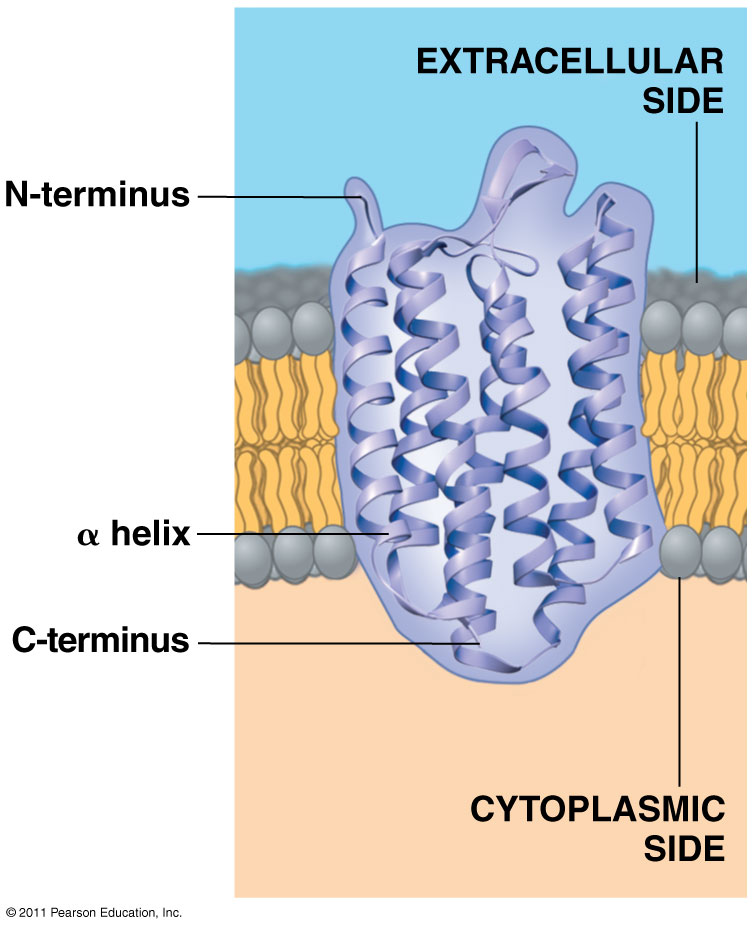 EXTRACELLULAR
SIDE
N-terminus
α helix
C-terminus
CYTOPLASMIC
SIDE
© 2011 Pearson Education, Inc.